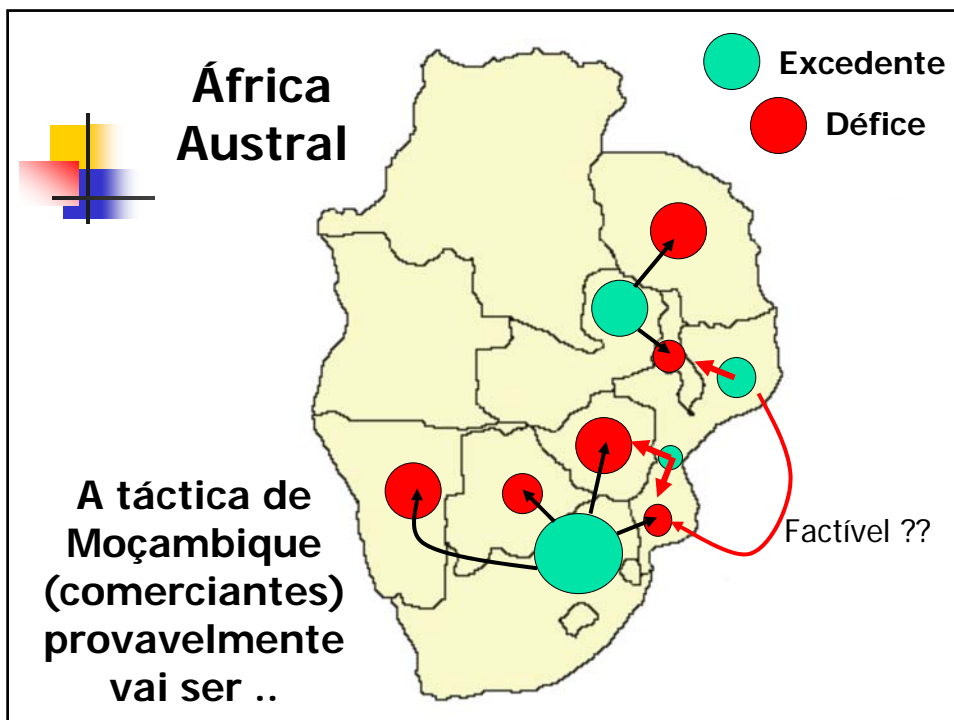 África
Austral
Excedente
Défice
A táctica de
Moçambique
(comerciantes)
provavelmente
vai ser ..
Factível ??